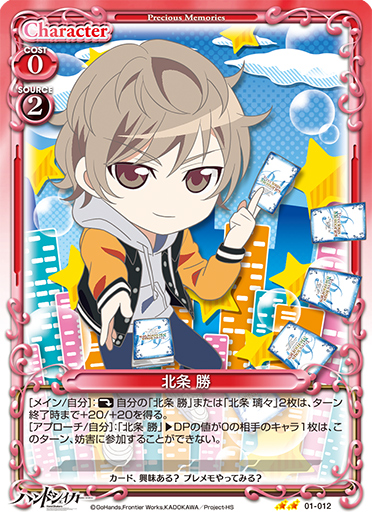 Precious Memories
Character
COST
0
SOURCE
2
北条 勝
[メイン/自分]: 自分の「北条 勝」または「北条 璃々」2枚は、ターン
終了時まで+20/+20を得る。
[アプローチ/自分]:「北条 勝」▶DPの値が0の相手のキャラ1枚は、こ
のターン、妨害に参加することができない。
カード、興味ある? プレメモやってみる?
ハンドシェイカー
01-012
©GoHands,Frontier Works,KADOKAWA/Project-HS